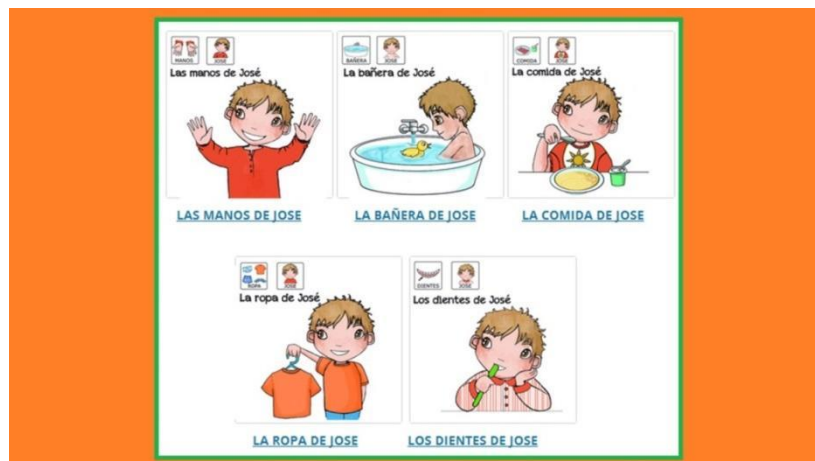 MANOS JOSE
Las manos de José
BAÑERA JOSE
La bañera de José
COMIDA JOSE
La comida de José
LAS MANOS DE JOSE
LA BAÑERA DE JOSE
LA COMIDA DE JOSE
ROPA JOSE
La ropa de José
DIENTES JOSE
Los dientes de José
LA ROPA DE JOSE
LOS DIENTES DE JOSE